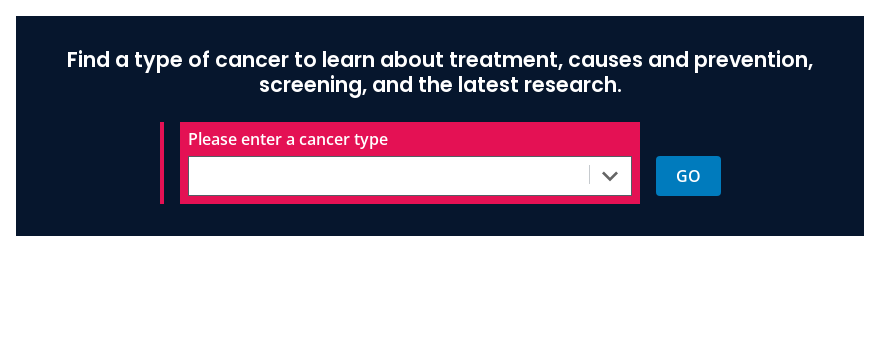 Find a type of cancer to learn about treatment, causes and prevention,
screening, and the latest research.
Please enter a cancer type
GO